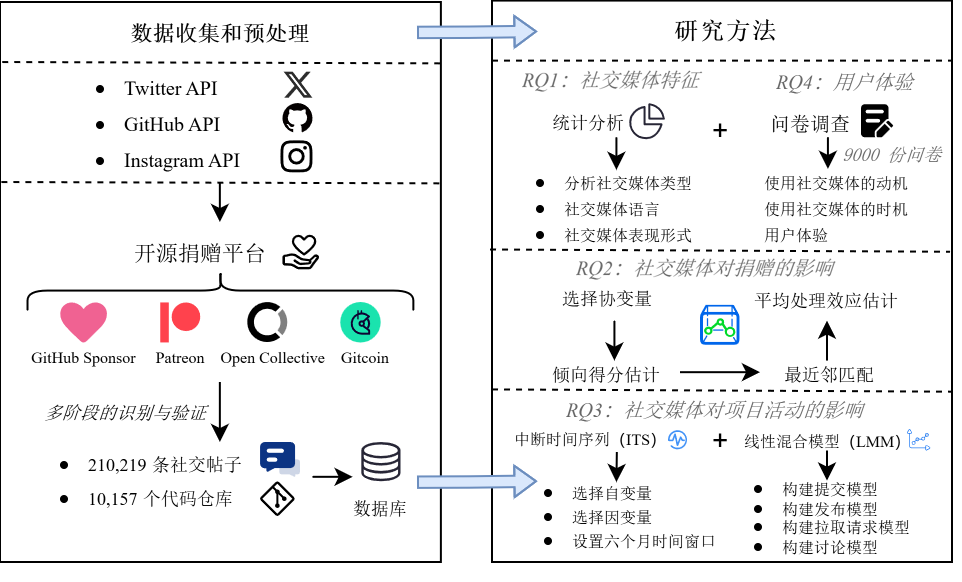 数据收集和预处理
Twitter API
GitHub API
Instagram API
开源捐赠平台
GitHub Sponsor
Patreon
Open Collective
Gitcoin
多阶段的识别与验证
210,219 条社交帖子
10,157 个代码仓库
数据库
研究方法
RQ1：社交媒体特征
统计分析
分析社交媒体类型
社交媒体语言
社交媒体表现形式
+
RQ4：用户体验
问卷调查
9000 份问卷
使用社交媒体的动机
使用社交媒体的时机
用户体验
RQ2：社交媒体对捐赠的影响
选择协变量
倾向得分估计
最近邻匹配
平均处理效应估计
RQ3：社交媒体对项目活动的影响
中断时间序列（ITS）
选择自变量
选择因变量
设置六个月时间窗口
+
线性混合模型（LMM）
构建提交模型
构建发布模型
构建拉取请求模型
构建讨论模型